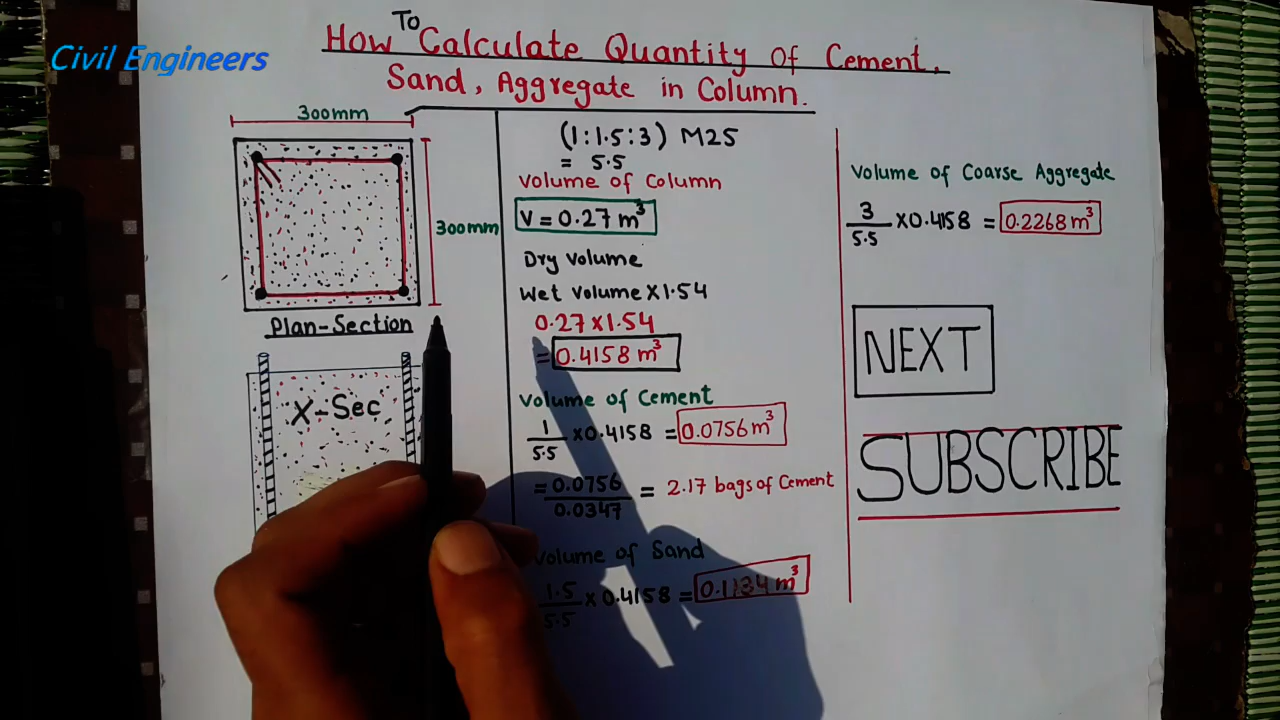 Civil Engineers
How To Calculate Quantity Of Cement,
Sand, Aggregate in Column.
300mm
300mm
Plan-Section
X-Sec
(1:1.5:3) M25
= 5.5
Volume of Column
V = 0.27 m³
Dry Volume
Wet Volume X 1.54
0.27 X 1.54
= 0.4158 m³
Volume of Cement
1/5.5 X 0.4158 = 0.0756 m³
= 0.0756/0.0347 = 2.17 bags of Cement
Volume of Sand
1.5/5.5 X 0.4158 = 0.1134 m³
Volume of Coarse Aggregate
3/5.5 X 0.4158 = 0.2268 m³
NEXT
SUBSCRIBE